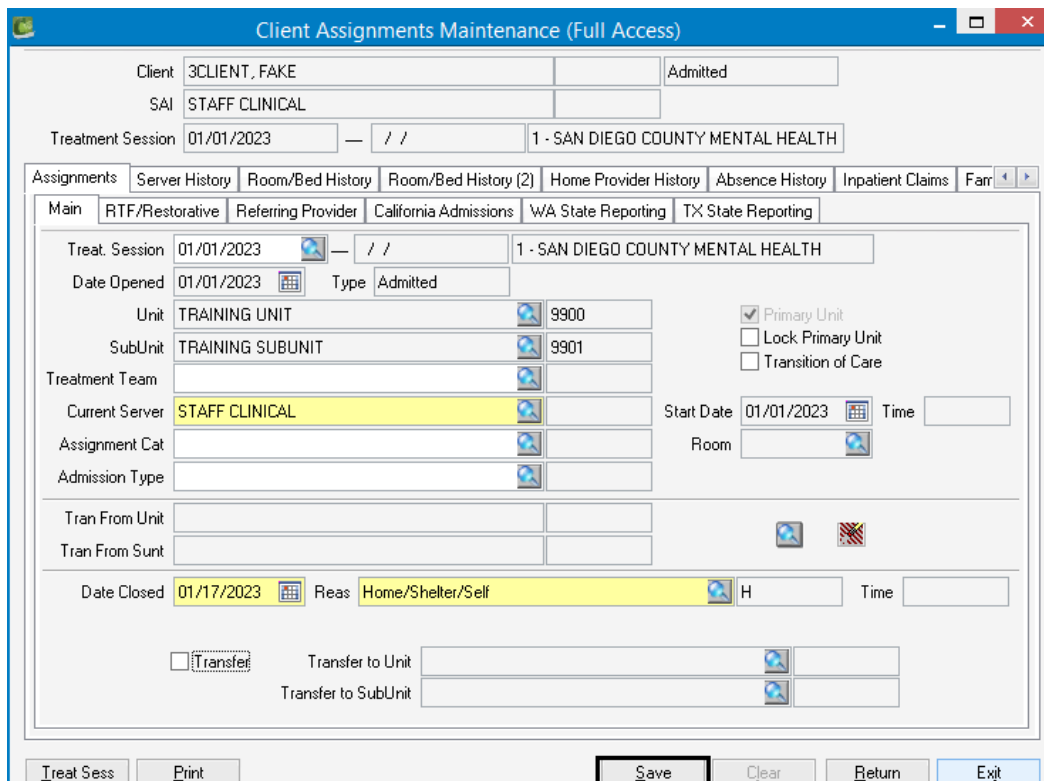 Client Assignments Maintenance (Full Access)
Client 3CLIENT, FAKE Admitted
SAI STAFF CLINICAL
Treatment Session 01/01/2023 — / / 1 - SAN DIEGO COUNTY MENTAL HEALTH
Assignments Server History Room/Bed History Room/Bed History (2) Home Provider History Absence History Inpatient Claims Fam
Main RTF/Restorative Referring Provider California Admissions WA State Reporting TX State Reporting
Treat. Session 01/01/2023 — / / 1 - SAN DIEGO COUNTY MENTAL HEALTH
Date Opened 01/01/2023 Type Admitted
Unit TRAINING UNIT 9900 Primary Unit
Lock Primary Unit
SubUnit TRAINING SUBUNIT 9901
Transition of Care
Treatment Team
Current Server STAFF CLINICAL Start Date 01/01/2023 Time
Assignment Cat Room
Admission Type
Tran From Unit
Tran From Sunt
Date Closed 01/17/2023 Reas Home/Shelter/Self H Time
Transfer Transfer to Unit
Transfer to SubUnit
Treat Sess Print Save Clear Return Exit